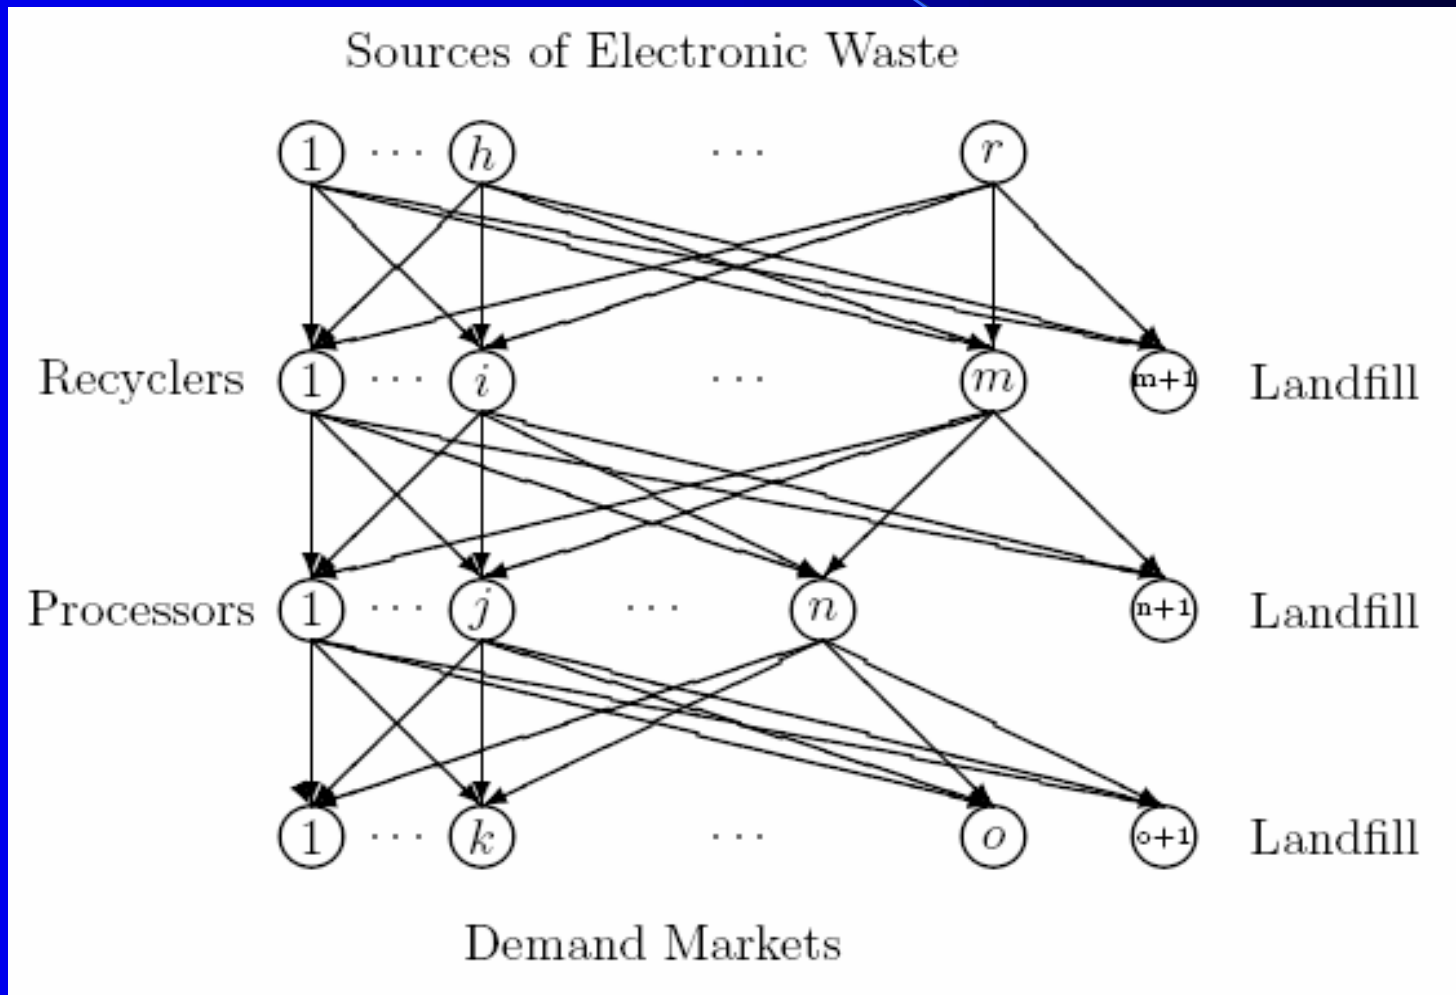 Sources of Electronic Waste
1 · · · h · · · r
Recyclers 1 · · · i · · · m m+1 Landfill
Processors 1 · · · j · · · n n+1 Landfill
1 · · · k · · · o o+1 Landfill
Demand Markets